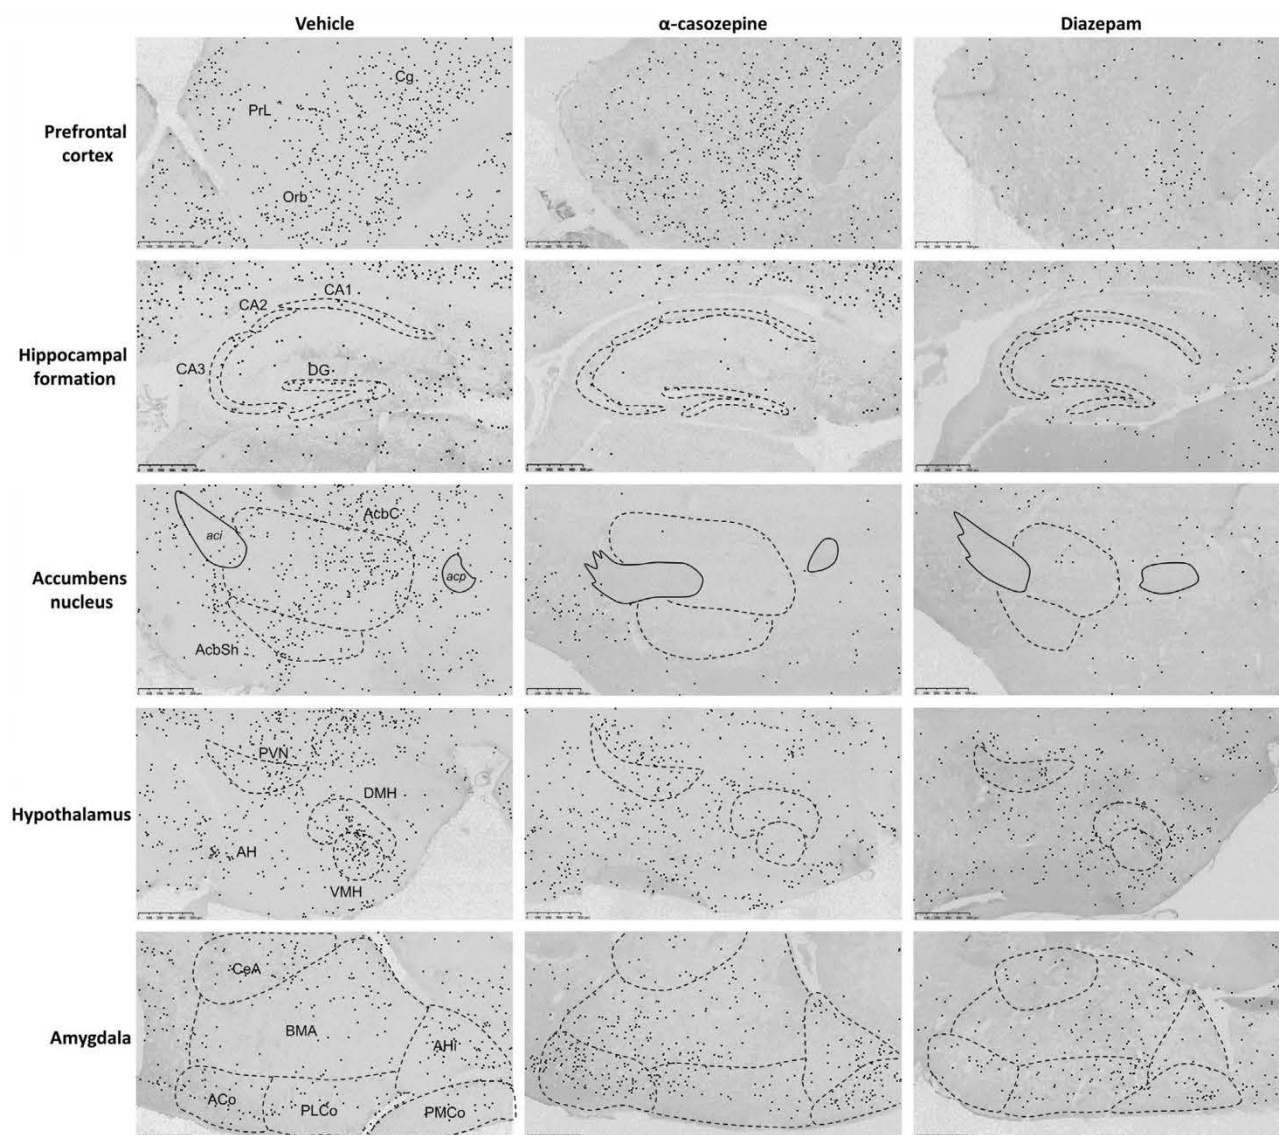 Vehicle
α-casozepine
Diazepam
Prefrontal
cortex
Cg
PrL
Orb
Hippocampal
formation
CA1
CA2
CA3
DG
Accumbens
nucleus
AcbC
aci
acp
AcbSh
Hypothalamus
PVN
DMH
AH
VMH
Amygdala
CeA
BMA
AHi
ACo
PLCo
PMCo